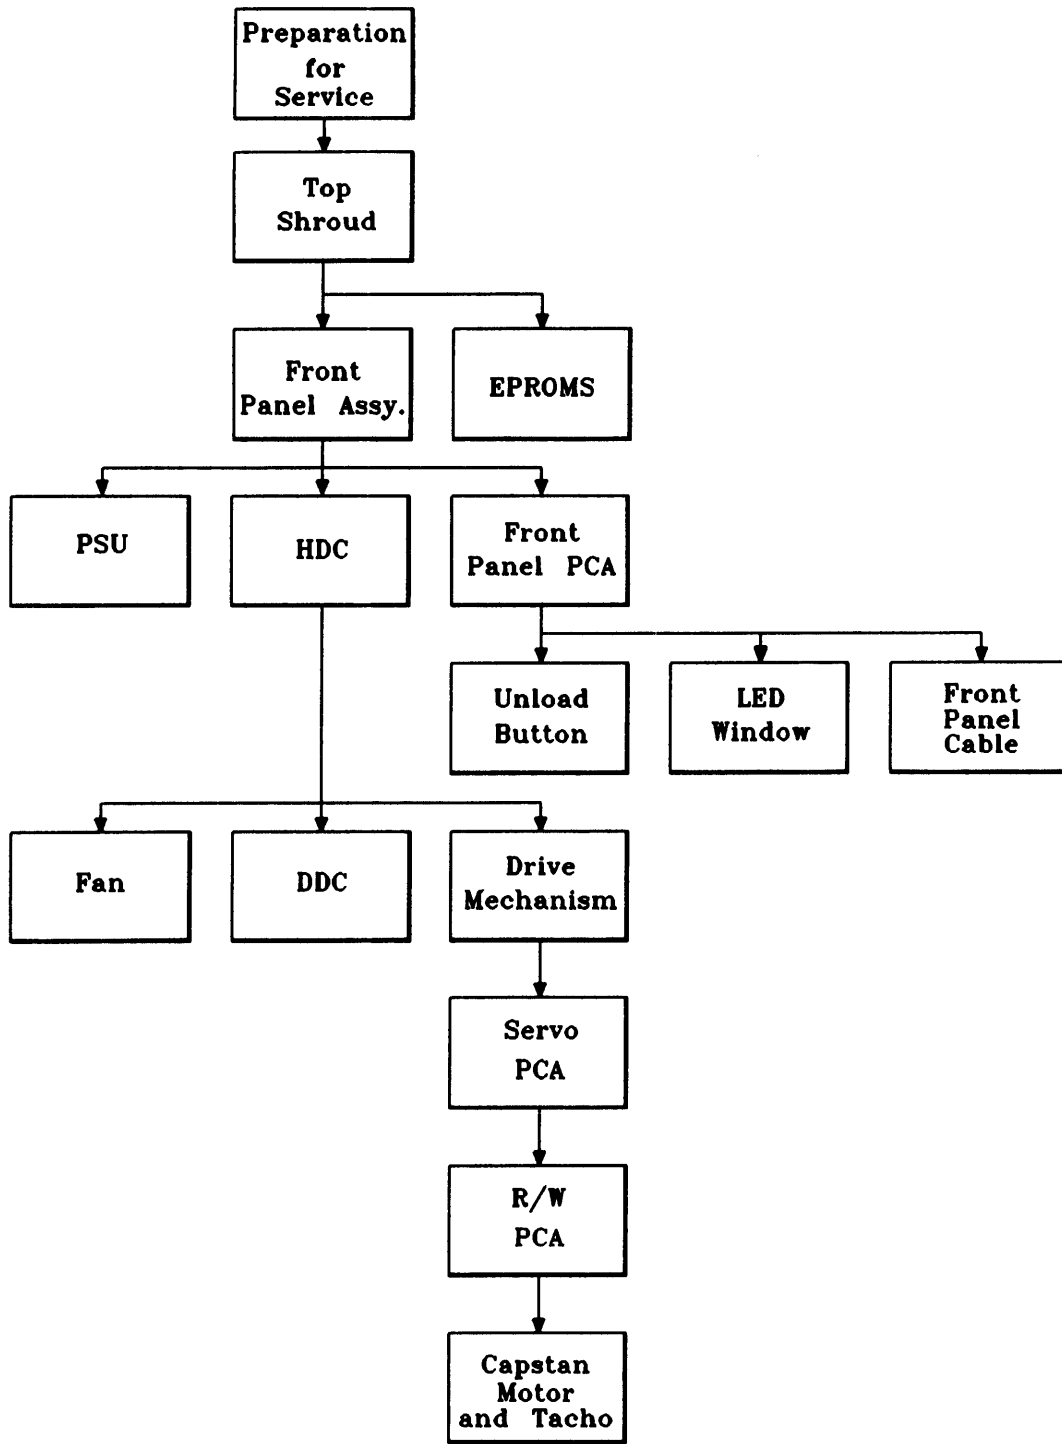 Preparation
for
Service
Top
Shroud
Front
Panel Assy.
EPROMS
PSU
HDC
Front
Panel PCA
Unload
Button
LED
Window
Front
Panel
Cable
Fan
DDC
Drive
Mechanism
Servo
PCA
R/W
PCA
Capstan
Motor
and Tacho